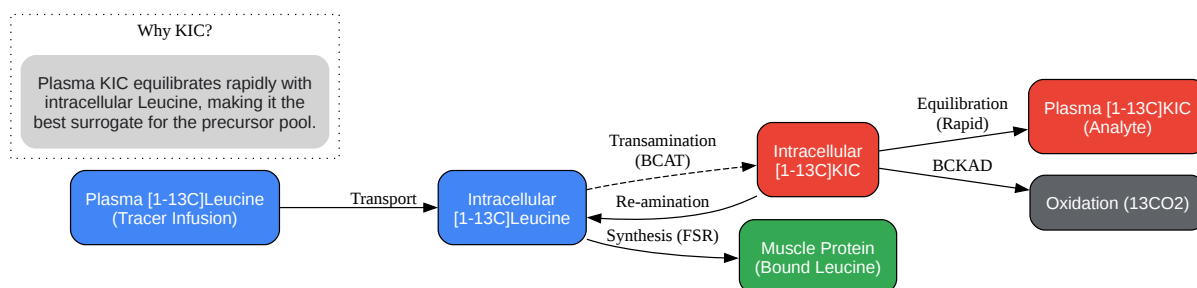 Why KIC?
Plasma KIC equilibrates rapidly with
intracellular Leucine, making it the
best surrogate for the precursor pool.
Plasma [1-13C]Leucine
(Tracer Infusion)
Transport
Intracellular
[1-13C]Leucine
Transamination
(BCAT)
Re-amination
Synthesis (FSR)
Intracellular
[1-13C]KIC
Muscle Protein
(Bound Leucine)
Equilibration
(Rapid)
BCKAD
Plasma [1-13C]KIC
(Analyte)
Oxidation (13CO2)